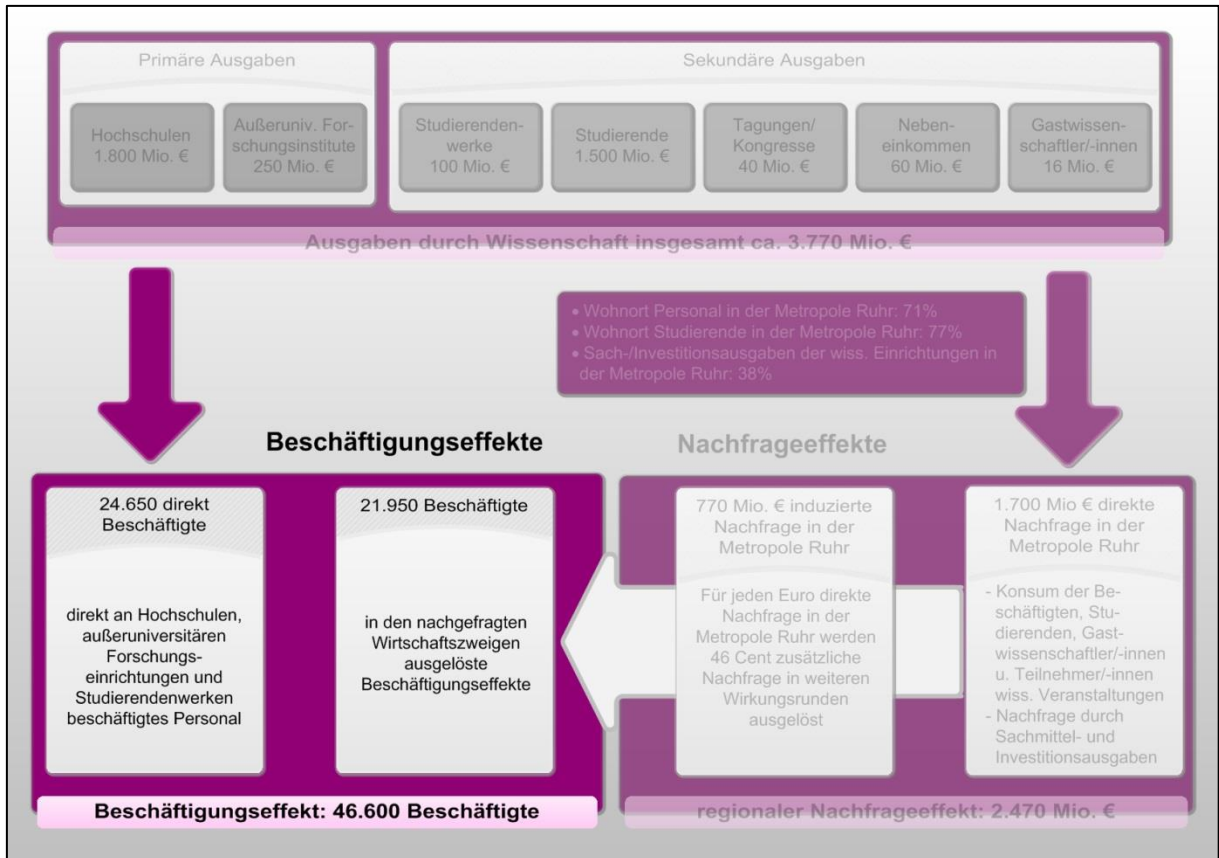 Primäre Ausgaben
Hochschulen
1.800 Mio. €
Außeruniv. For-
schungsinstitute
250 Mio. €
Sekundäre Ausgaben
Studierenden-
werke
100 Mio. €
Studierende
1.500 Mio. €
Tagungen/
Kongresse
40 Mio. €
Neben-
einkommen
60 Mio. €
Gastwissen-
schaftler/-innen
16 Mio. €
Ausgaben durch Wissenschaft insgesamt ca. 3.770 Mio. €
• Wohnort Personal in der Metropole Ruhr: 71%
• Wohnort Studierende in der Metropole Ruhr: 77%
• Sach-/Investitionsausgaben der wiss. Einrichtungen in
der Metropole Ruhr: 38%
Beschäftigungseffekte
24.650 direkt
Beschäftigte
direkt an Hochschulen,
außeruniversitären
Forschungs-
einrichtungen und
Studierendenwerken
beschäftigtes Personal
21.950 Beschäftigte
in den nachgefragten
Wirtschaftszweigen
ausgelöste
Beschäftigungseffekte
Beschäftigungseffekt: 46.600 Beschäftigte
Nachfrageeffekte
770 Mio. € induzierte
Nachfrage in der
Metropole Ruhr
Für jeden Euro direkte
Nachfrage in der
Metropole Ruhr werden
46 Cent zusätzliche
Nachfrage in weiteren
Wirkungsrunden
ausgelöst
1.700 Mio € direkte
Nachfrage in der
Metropole Ruhr
- Konsum der Be-
schäftigten, Stu-
dierenden, Gast-
wissenschaftler/-innen
u. Teilnehmer/-innen
wiss. Veranstaltungen
- Nachfrage durch
Sachmittel- und
Investitionsausgaben
regionaler Nachfrageeffekt: 2.470 Mio. €